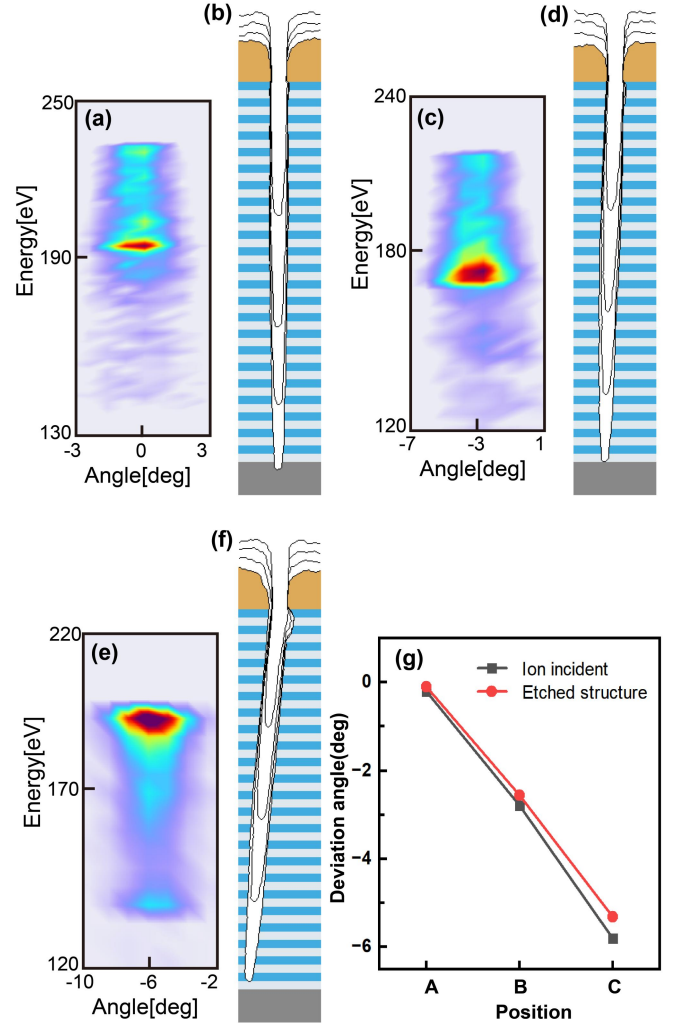 (a)
250
190
130
Energy[eV]
-3
0
3
Angle[deg]
(b)
(c)
240
180
120
Energy[eV]
-7
-3
1
Angle[deg]
(d)
(e)
220
170
120
Energy[eV]
-10
-6
-2
Angle[deg]
(f)
(g)
Ion incident
Etched structure
0
−2
−4
−6
Deviation angle(deg)
A
B
C
Position